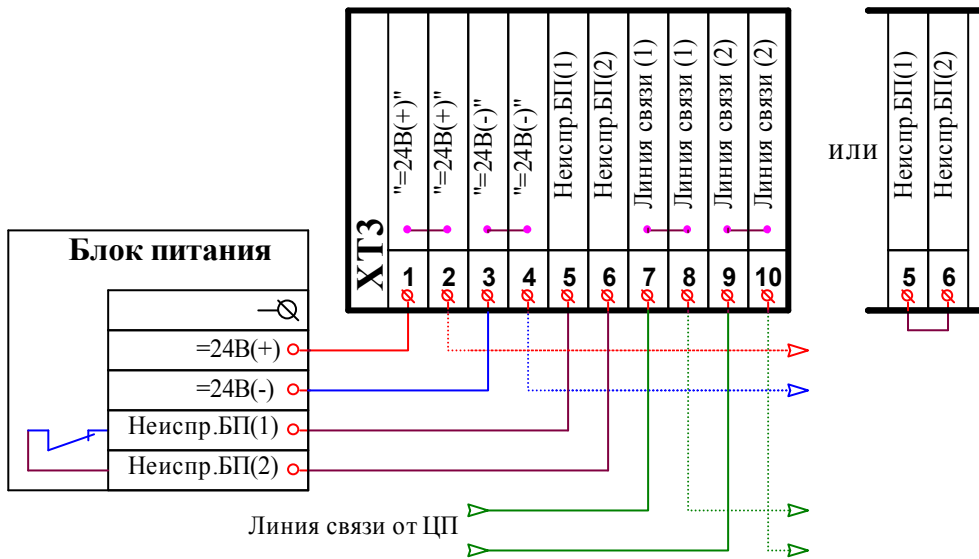 ХТ3
"=24В(+)"
"=24В(+)"
"=24В(-)"
"=24В(-)"
Неиспр.БП(1)
Неиспр.БП(2)
Линия связи (1)
Линия связи (1)
Линия связи (2)
Линия связи (2)
1 2 3 4 5 6 7 8 9 10
или
Неиспр.БП(1)
Неиспр.БП(2)
5 6
Блок питания
=24В(+)
=24В(-)
Неиспр.БП(1)
Неиспр.БП(2)
Линия связи от ЦП